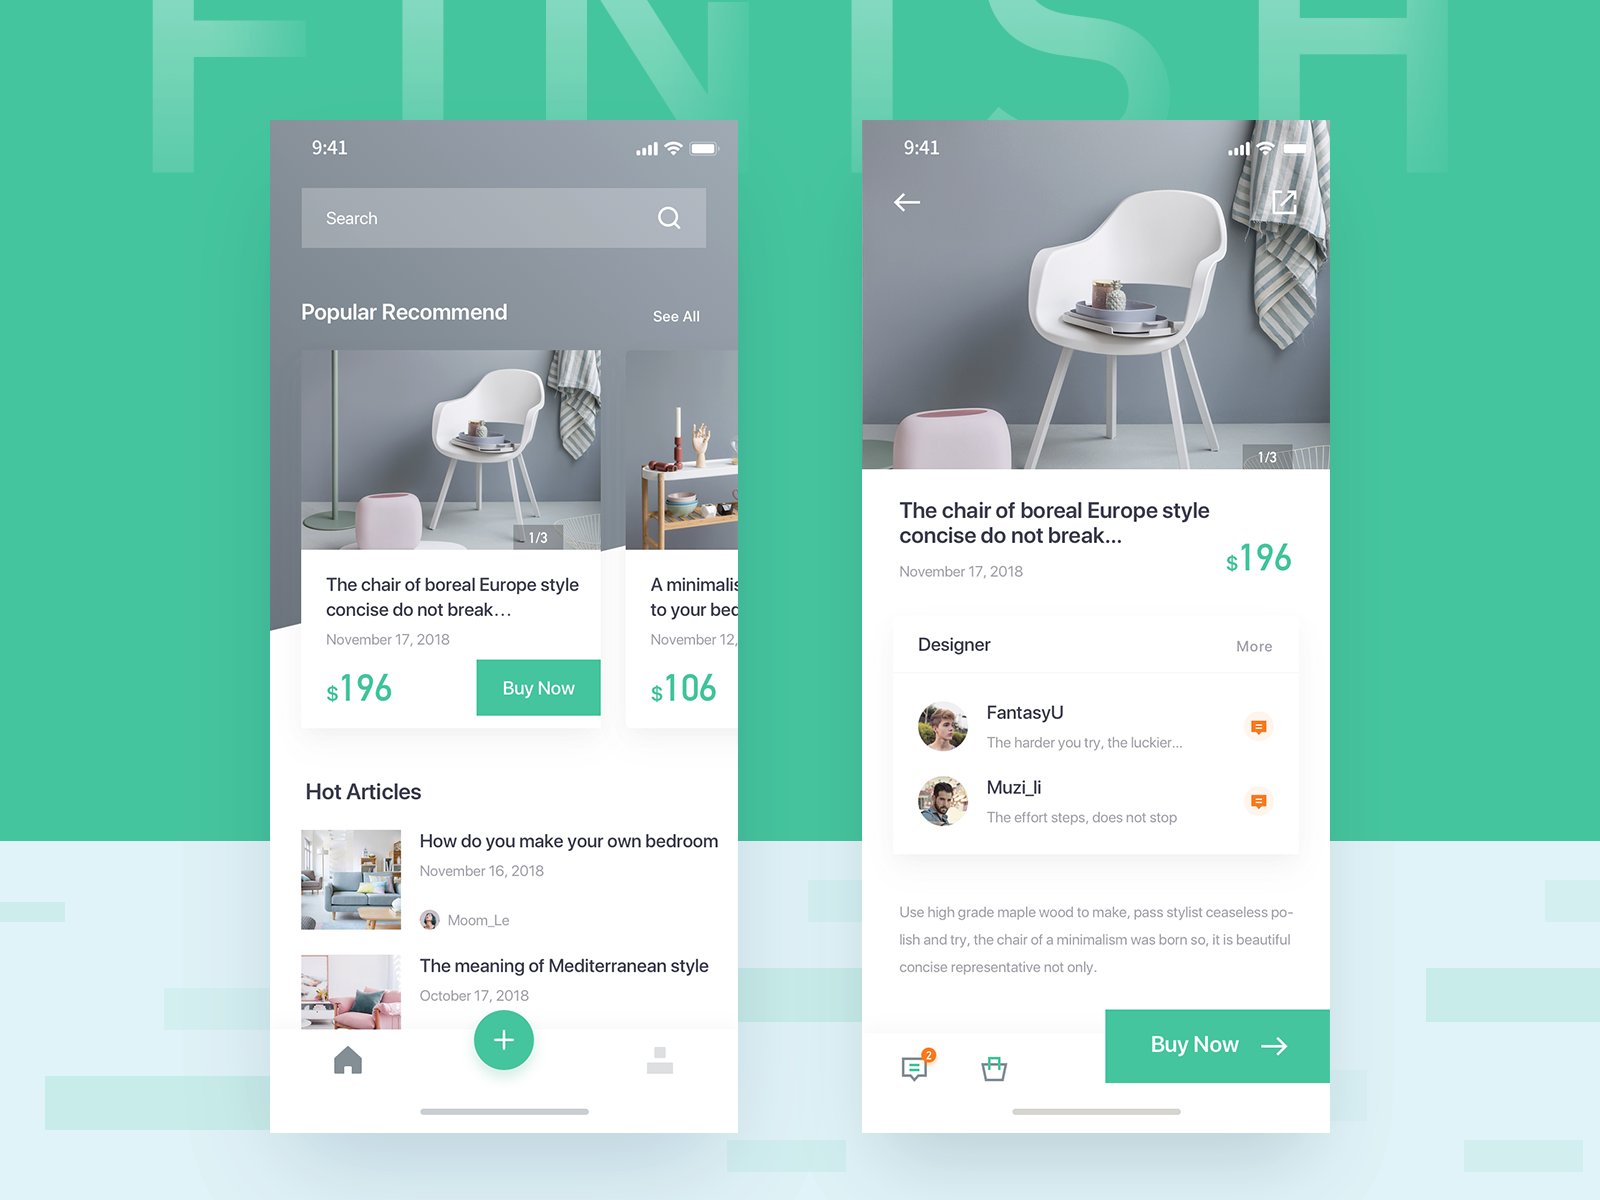 FINISH
9:41
Search
Popular Recommend
See All
1/3
The chair of boreal Europe style
concise do not break...
November 17, 2018
$196
Buy Now
A minimalis
to your bed
November 12,
$106
Hot Articles
How do you make your own bedroom
November 16, 2018
Moom_Le
The meaning of Mediterranean style
October 17, 2018
9:41
1/3
The chair of boreal Europe style
concise do not break...
November 17, 2018
$196
Designer
More
FantasyU
The harder you try, the luckier...
Muzi_li
The effort steps, does not stop
Use high grade maple wood to make, pass stylist ceaseless po-
lish and try, the chair of a minimalism was born so, it is beautiful
concise representative not only.
2
Buy Now